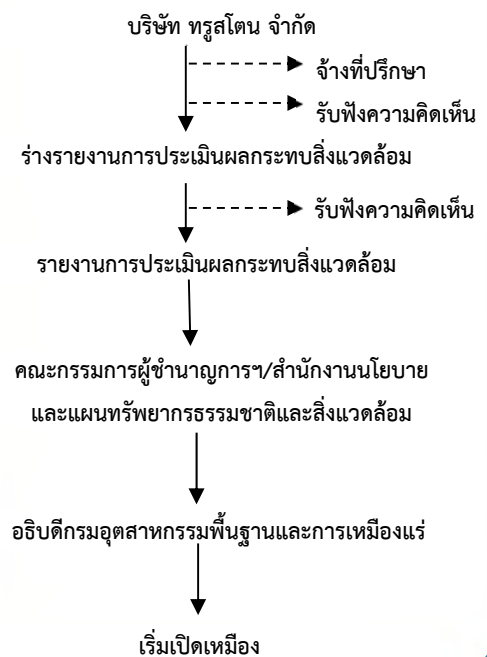 บริษัท ทรูสโตน จำกัด
จ้างที่ปรึกษา
รับฟังความคิดเห็น
ร่างรายงานการประเมินผลกระทบสิ่งแวดล้อม
รับฟังความคิดเห็น
รายงานการประเมินผลกระทบสิ่งแวดล้อม
คณะกรรมการผู้ชำนาญการฯ/สำนักงานนโยบาย
และแผนทรัพยากรธรรมชาติและสิ่งแวดล้อม
อธิบดีกรมอุตสาหกรรมพื้นฐานและการเหมืองแร่
เริ่มเปิดเหมือง